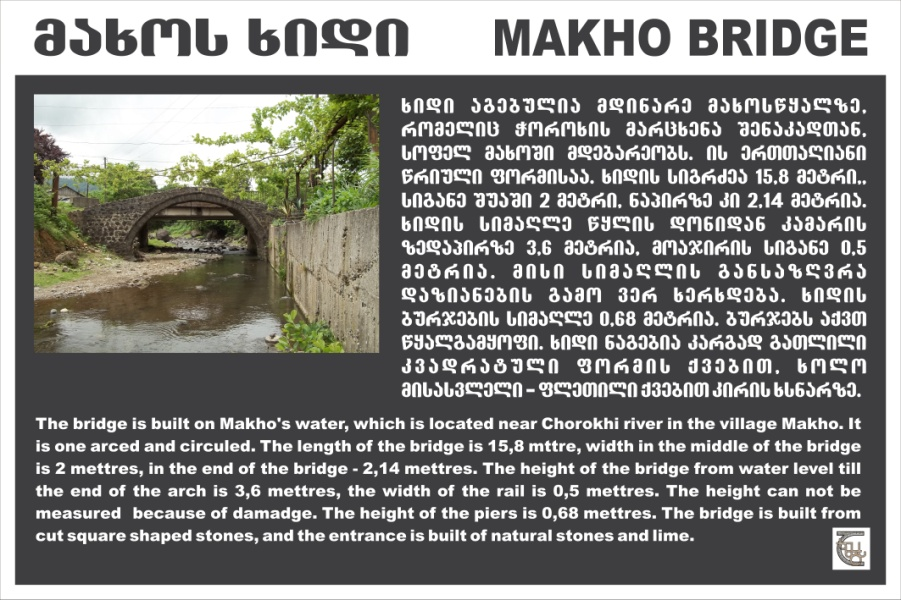 მახოს ხიდი
MAKHO BRIDGE
ხიდი აგებულია მდინარე მახოსწყალზე,
რომელიც ჭოროხის მარცხენა შენაკადთან,
სოფელ მახოში მდებარეობს. ის ერთთაღიანი
წრიული ფორმისაა. ხიდის სიგრძეა 15,8 მეტრი,,
სიგანე შუაში 2 მეტრი, ნაპირზე კი 2,14 მეტრია.
ხიდის სიმაღლე წყლის დონიდან კამარის
ზედაპირზე 3,6 მეტრია, მოაჯირის სიგანე 0,5
მეტრია. მისი სიმაღლის განსაზღვრა
დაზიანების გამო ვერ ხერხდება. ხიდის
ბურჯების სიმაღლე 0,68 მეტრია. ბურჯებს აქვთ
წყალგამყოფი. ხიდი ნაგებია კარგად გათლილი
კვადრატული ფორმის ქვებით, ხოლო
მისასვლელი - ფლეთილი ქვებით კირის ხსნარზე.
The bridge is built on Makho's water, which is located near Chorokhi river in the village Makho. It
is one arced and circuled. The length of the bridge is 15,8 mttre, width in the middle of the bridge
is 2 mettres, in the end of the bridge - 2,14 mettres. The height of the bridge from water level till
the end of the arch is 3,6 mettres, the width of the rail is 0,5 mettres. The height can not be
measured because of damadge. The height of the piers is 0,68 mettres. The bridge is built from
cut square shaped stones, and the entrance is built of natural stones and lime.